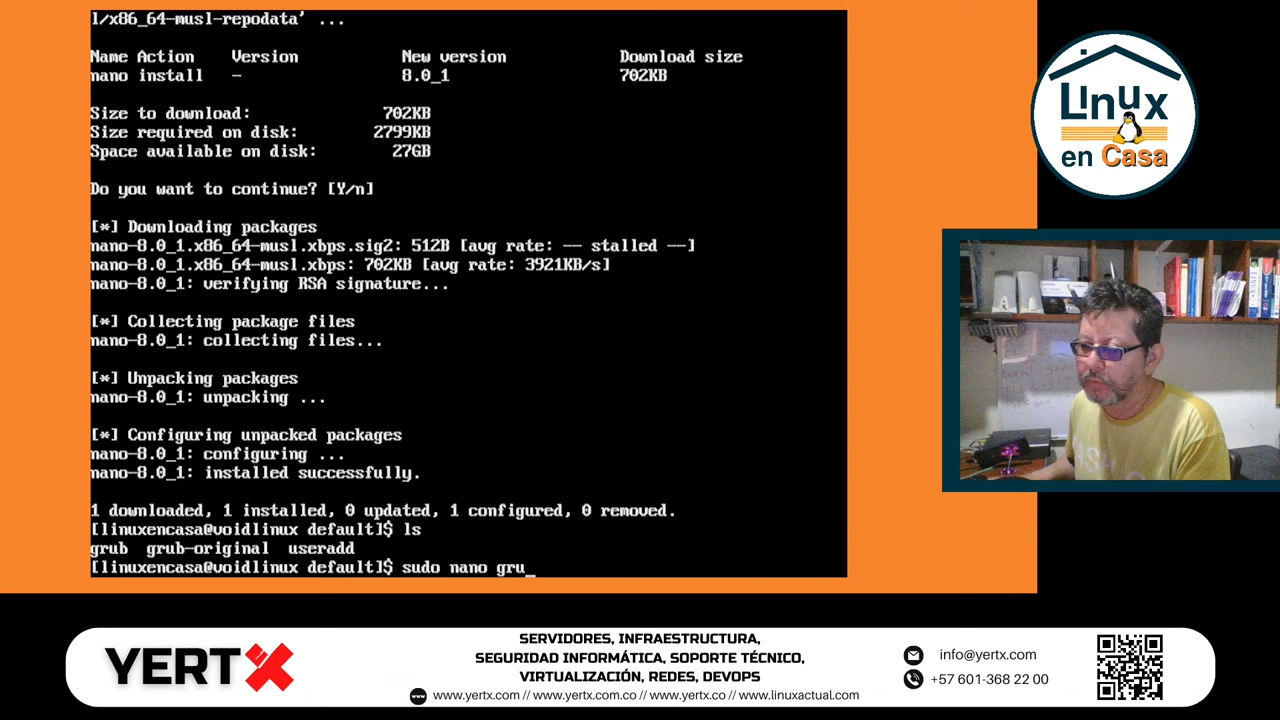 l/x86_64-musl-repodata' ...
Name Action Version New version Download size
nano install - 8.0_1 702KB
Size to download: 702KB
Size required on disk: 2799KB
Space available on disk: 27GB
Do you want to continue? [Y/n]
[*] Downloading packages
nano-8.0_1.x86_64-musl.xbps.sig2: 512B [avg rate: -- stalled --]
nano-8.0_1.x86_64-musl.xbps: 702KB [avg rate: 3921KB/s]
nano-8.0_1: verifying RSA signature...
[*] Collecting package files
nano-8.0_1: collecting files...
[*] Unpacking packages
nano-8.0_1: unpacking ...
[*] Configuring unpacked packages
nano-8.0_1: configuring ...
nano-8.0_1: installed successfully.
1 downloaded, 1 installed, 0 updated, 1 configured, 0 removed.
[linuxencasa@voidlinux default]$ ls
grub grub-original useradd
[linuxencasa@voidlinux default]$ sudo nano gru_
Linux
en Casa
YERTX
SERVIDORES, INFRAESTRUCTURA,
SEGURIDAD INFORMÁTICA, SOPORTE TÉCNICO,
VIRTUALIZACIÓN, REDES, DEVOPS
www.yertx.com // www.yertx.com.co // www.yertx.co // www.linuxactual.com
info@yertx.com
+57 601-368 22 00